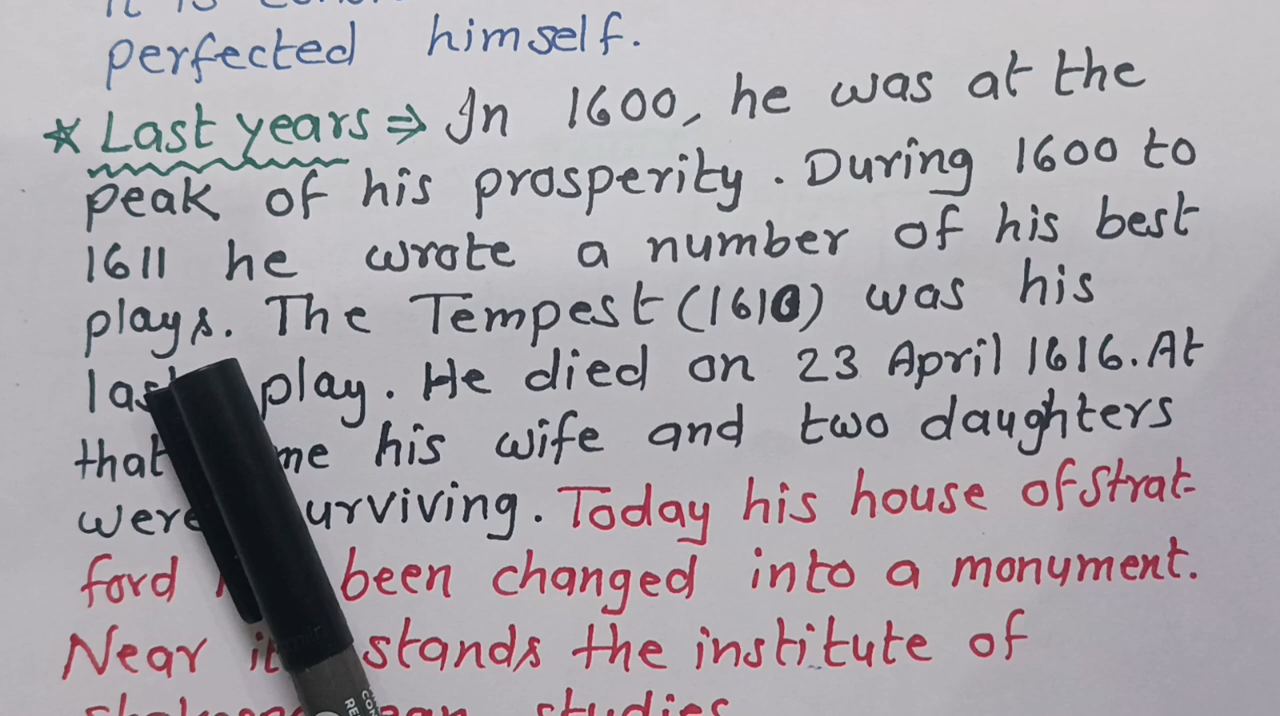 perfected himself.
* Last years ⇒ In 1600, he was at the
peak of his prosperity. During 1600 to
1611 he wrote a number of his best
plays. The Tempest (1610) was his
play. He died on 23 April 1616. At
that his wife and two daughters
were surviving. Today his house of Strat-
ford been changed into a monument.
Near it stands the institute of
studies